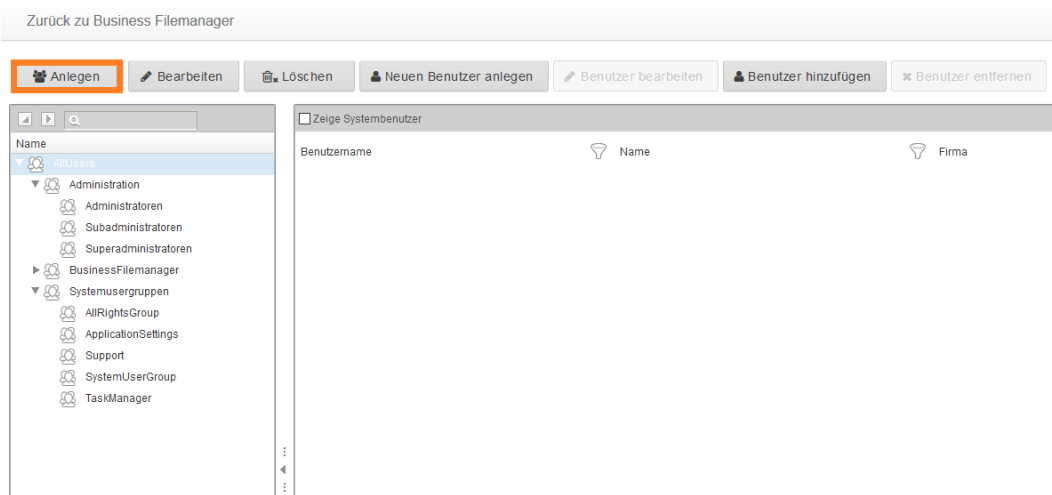 Zurück zu Business Filemanager
Anlegen Bearbeiten Löschen Neuen Benutzer anlegen Benutzer bearbeiten Benutzer hinzufügen Benutzer entfernen
Zeige Systembenutzer
Name
Benutzername Name Firma
AllUsers
Administration
Administratoren
Subadministratoren
Superadministratoren
BusinessFilemanager
Systemusergruppen
AllRightsGroup
ApplicationSettings
Support
SystemUserGroup
TaskManager